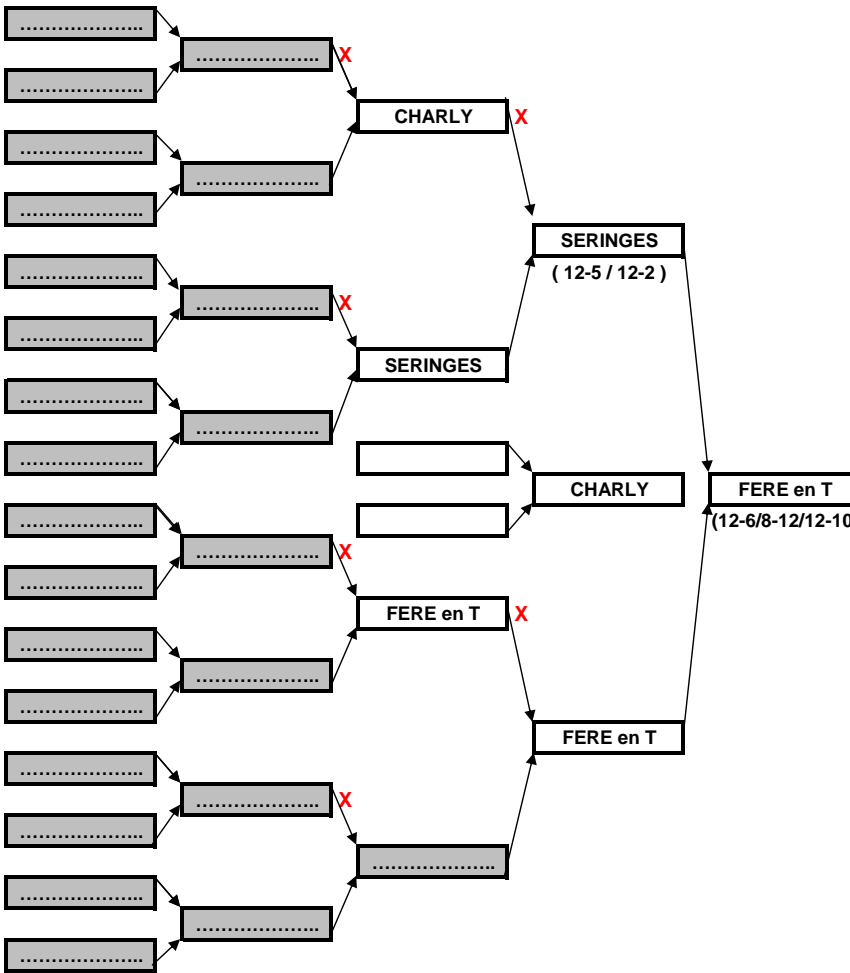 …………………..
………………….. X
…………………..
CHARLY X
…………………..
…………………..
…………………..
SERINGES
( 12-5 / 12-2 )
…………………..
………………….. X
…………………..
SERINGES
…………………..
…………………..
…………………..
CHARLY
FERE en T
(12-6/8-12/12-10
…………………..
………………….. X
…………………..
FERE en T X
…………………..
…………………..
…………………..
FERE en T
…………………..
………………….. X
…………………..
…………………..
…………………..
…………………..
…………………..